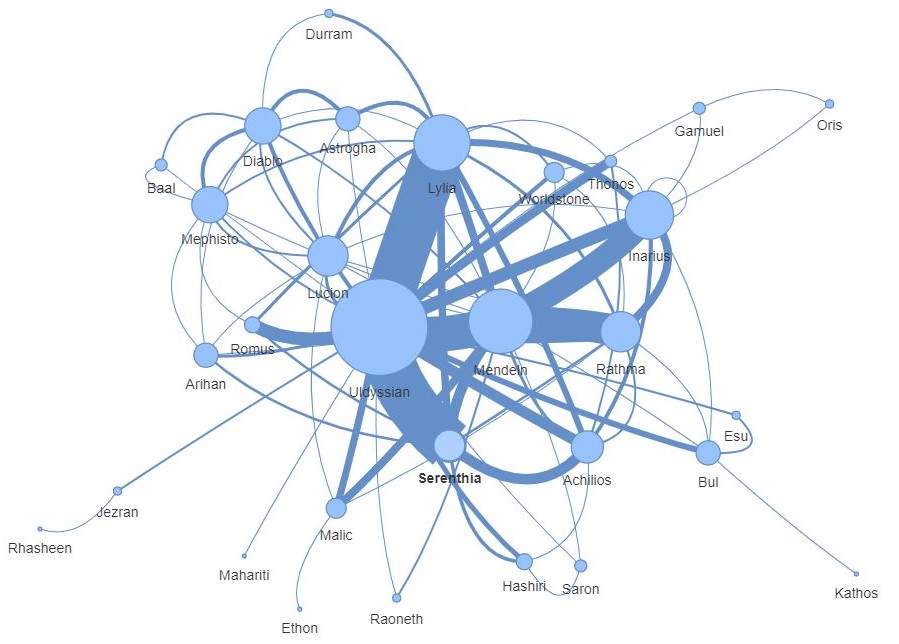 Durram
Oris
Gamuel
Diablo
Astrogha
Baal
Lylia
Thonos
Worldstone
Mephisto
Inarius
Lucion
Romus
Arihan
Mendeln
Rathma
Uldyssian
Esu
Serenthia
Achilios
Bul
Jezran
Malic
Rhasheen
Mahariti
Hashiri
Saron
Kathos
Raoneth
Ethon